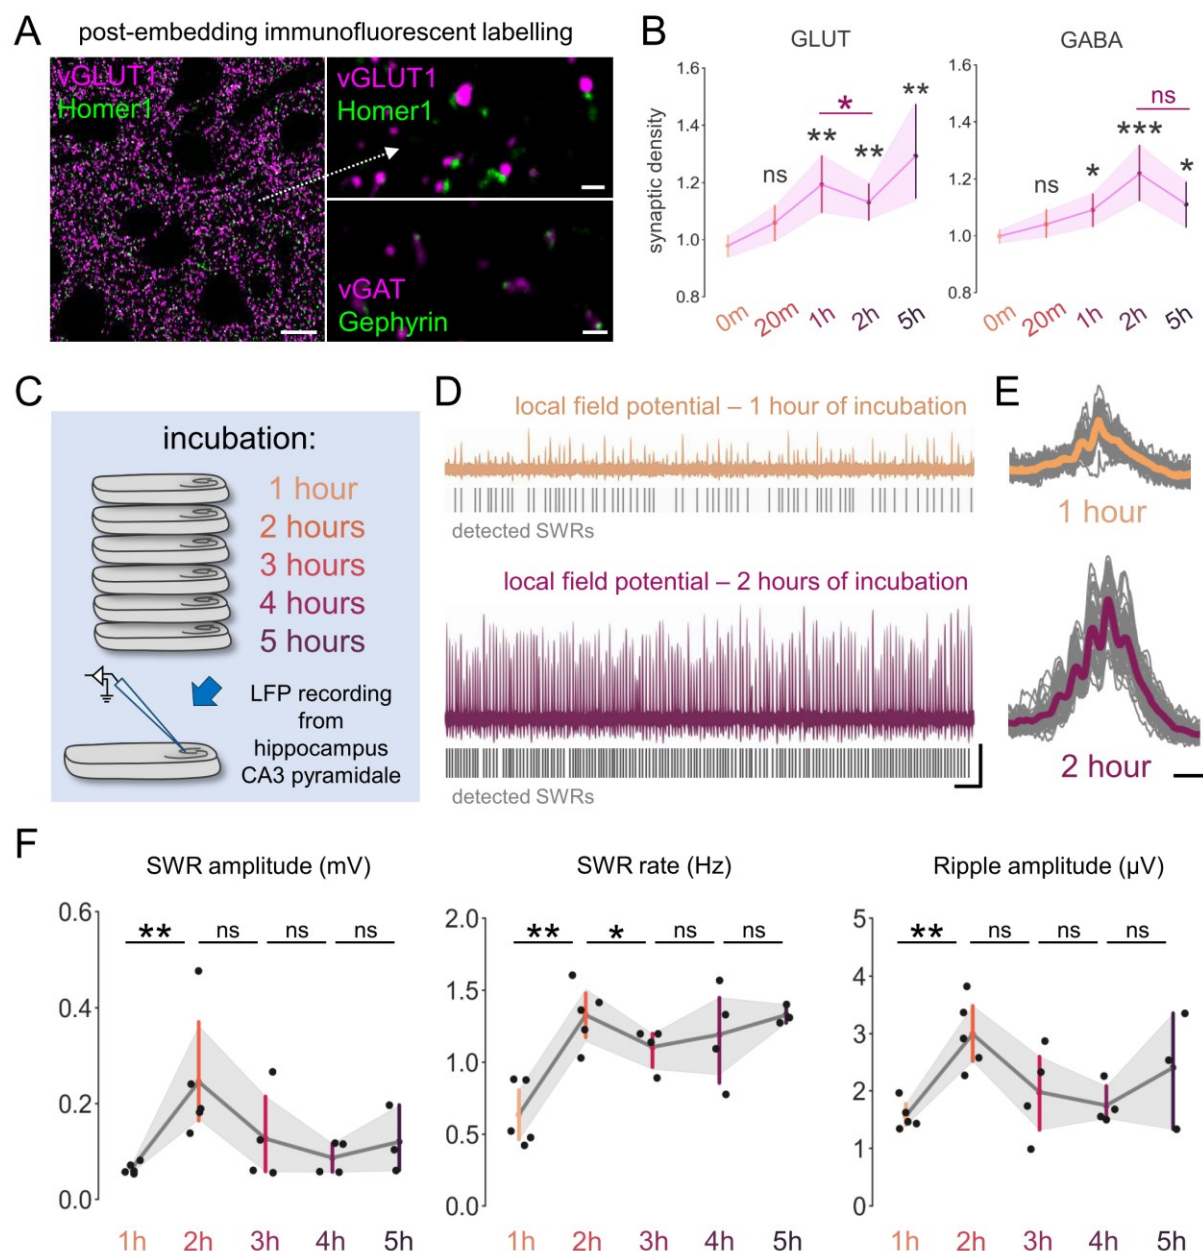 A
post-embedding immunofluorescent labelling
vGLUT1
Homer1
vGLUT1
Homer1
vGAT
Gephyrin
B
GLUT
GABA
synaptic density
1.6
1.4
1.2
1.0
0.8
ns
**
*
**
**
0m
20m
1h
2h
5h
1.6
1.4
1.2
1.0
0.8
ns
*
***
ns
*
0m
20m
1h
2h
5h
C
incubation:
1 hour
2 hours
3 hours
4 hours
5 hours
LFP recording
from
hippocampus
CA3 pyramidale
D
local field potential – 1 hour of incubation
detected SWRs
local field potential – 2 hours of incubation
detected SWRs
E
1 hour
2 hour
F
SWR amplitude (mV)
0.6
0.4
0.2
0.0
** ns ns ns
1h 2h 3h 4h 5h
SWR rate (Hz)
2.0
1.5
1.0
0.5
0.0
** * ns ns
1h 2h 3h 4h 5h
Ripple amplitude (µV)
5
4
3
2
1
0
** ns ns ns
1h 2h 3h 4h 5h